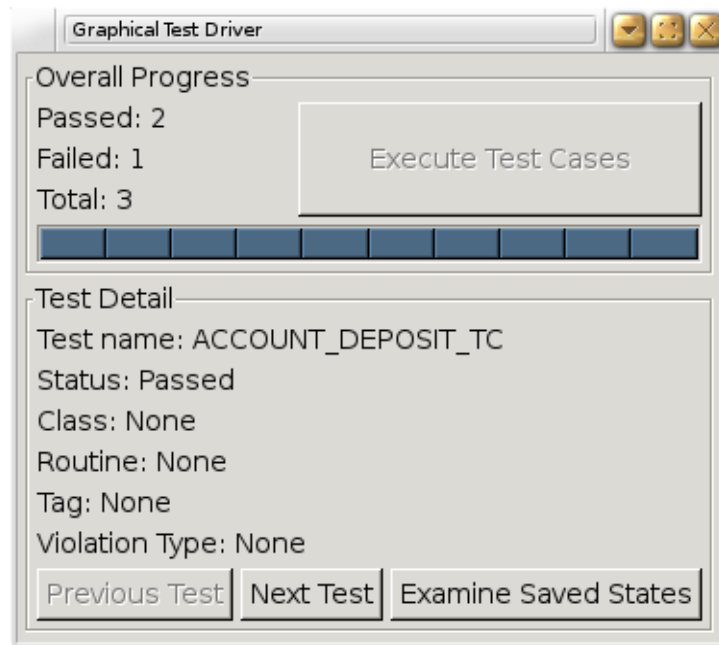 Graphical Test Driver
Overall Progress
Passed: 2
Failed: 1
Total: 3
Execute Test Cases
Test Detail
Test name: ACCOUNT_DEPOSIT_TC
Status: Passed
Class: None
Routine: None
Tag: None
Violation Type: None
Previous Test Next Test Examine Saved States